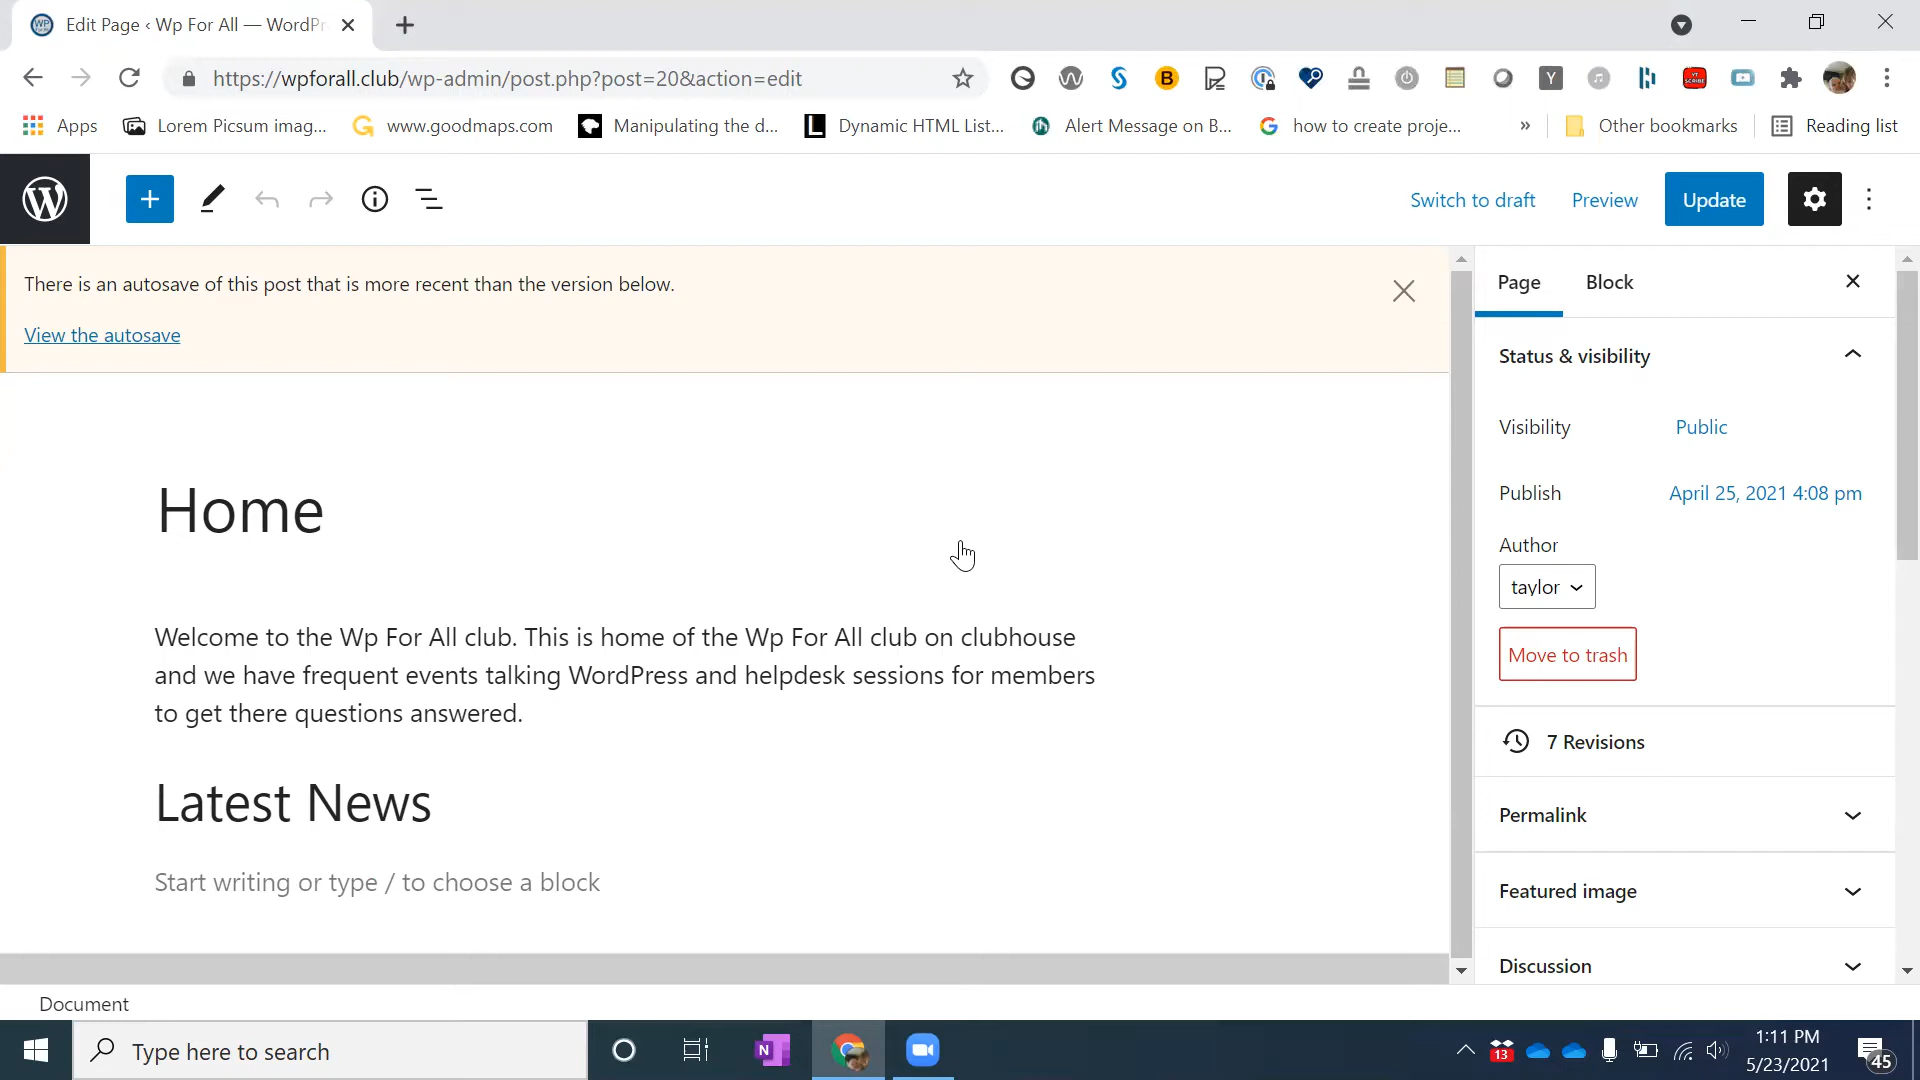 Edit Page ‹ Wp For All — WordPr
https://wpforall.club/wp-admin/post.php?post=20&action=edit
Apps
Lorem Picsum imag...
www.goodmaps.com
Manipulating the d...
Dynamic HTML List...
Alert Message on B...
how to create proje...
»
Other bookmarks
Reading list
Switch to draft
Preview
Update
There is an autosave of this post that is more recent than the version below.
View the autosave
Page
Block
Status & visibility
Visibility
Public
Publish
April 25, 2021 4:08 pm
Author
taylor
Move to trash
7 Revisions
Permalink
Featured image
Discussion
Home
Welcome to the Wp For All club. This is home of the Wp For All club on clubhouse
and we have frequent events talking WordPress and helpdesk sessions for members
to get there questions answered.
Latest News
Start writing or type / to choose a block
Document
Type here to search
13
1:11 PM
5/23/2021
45